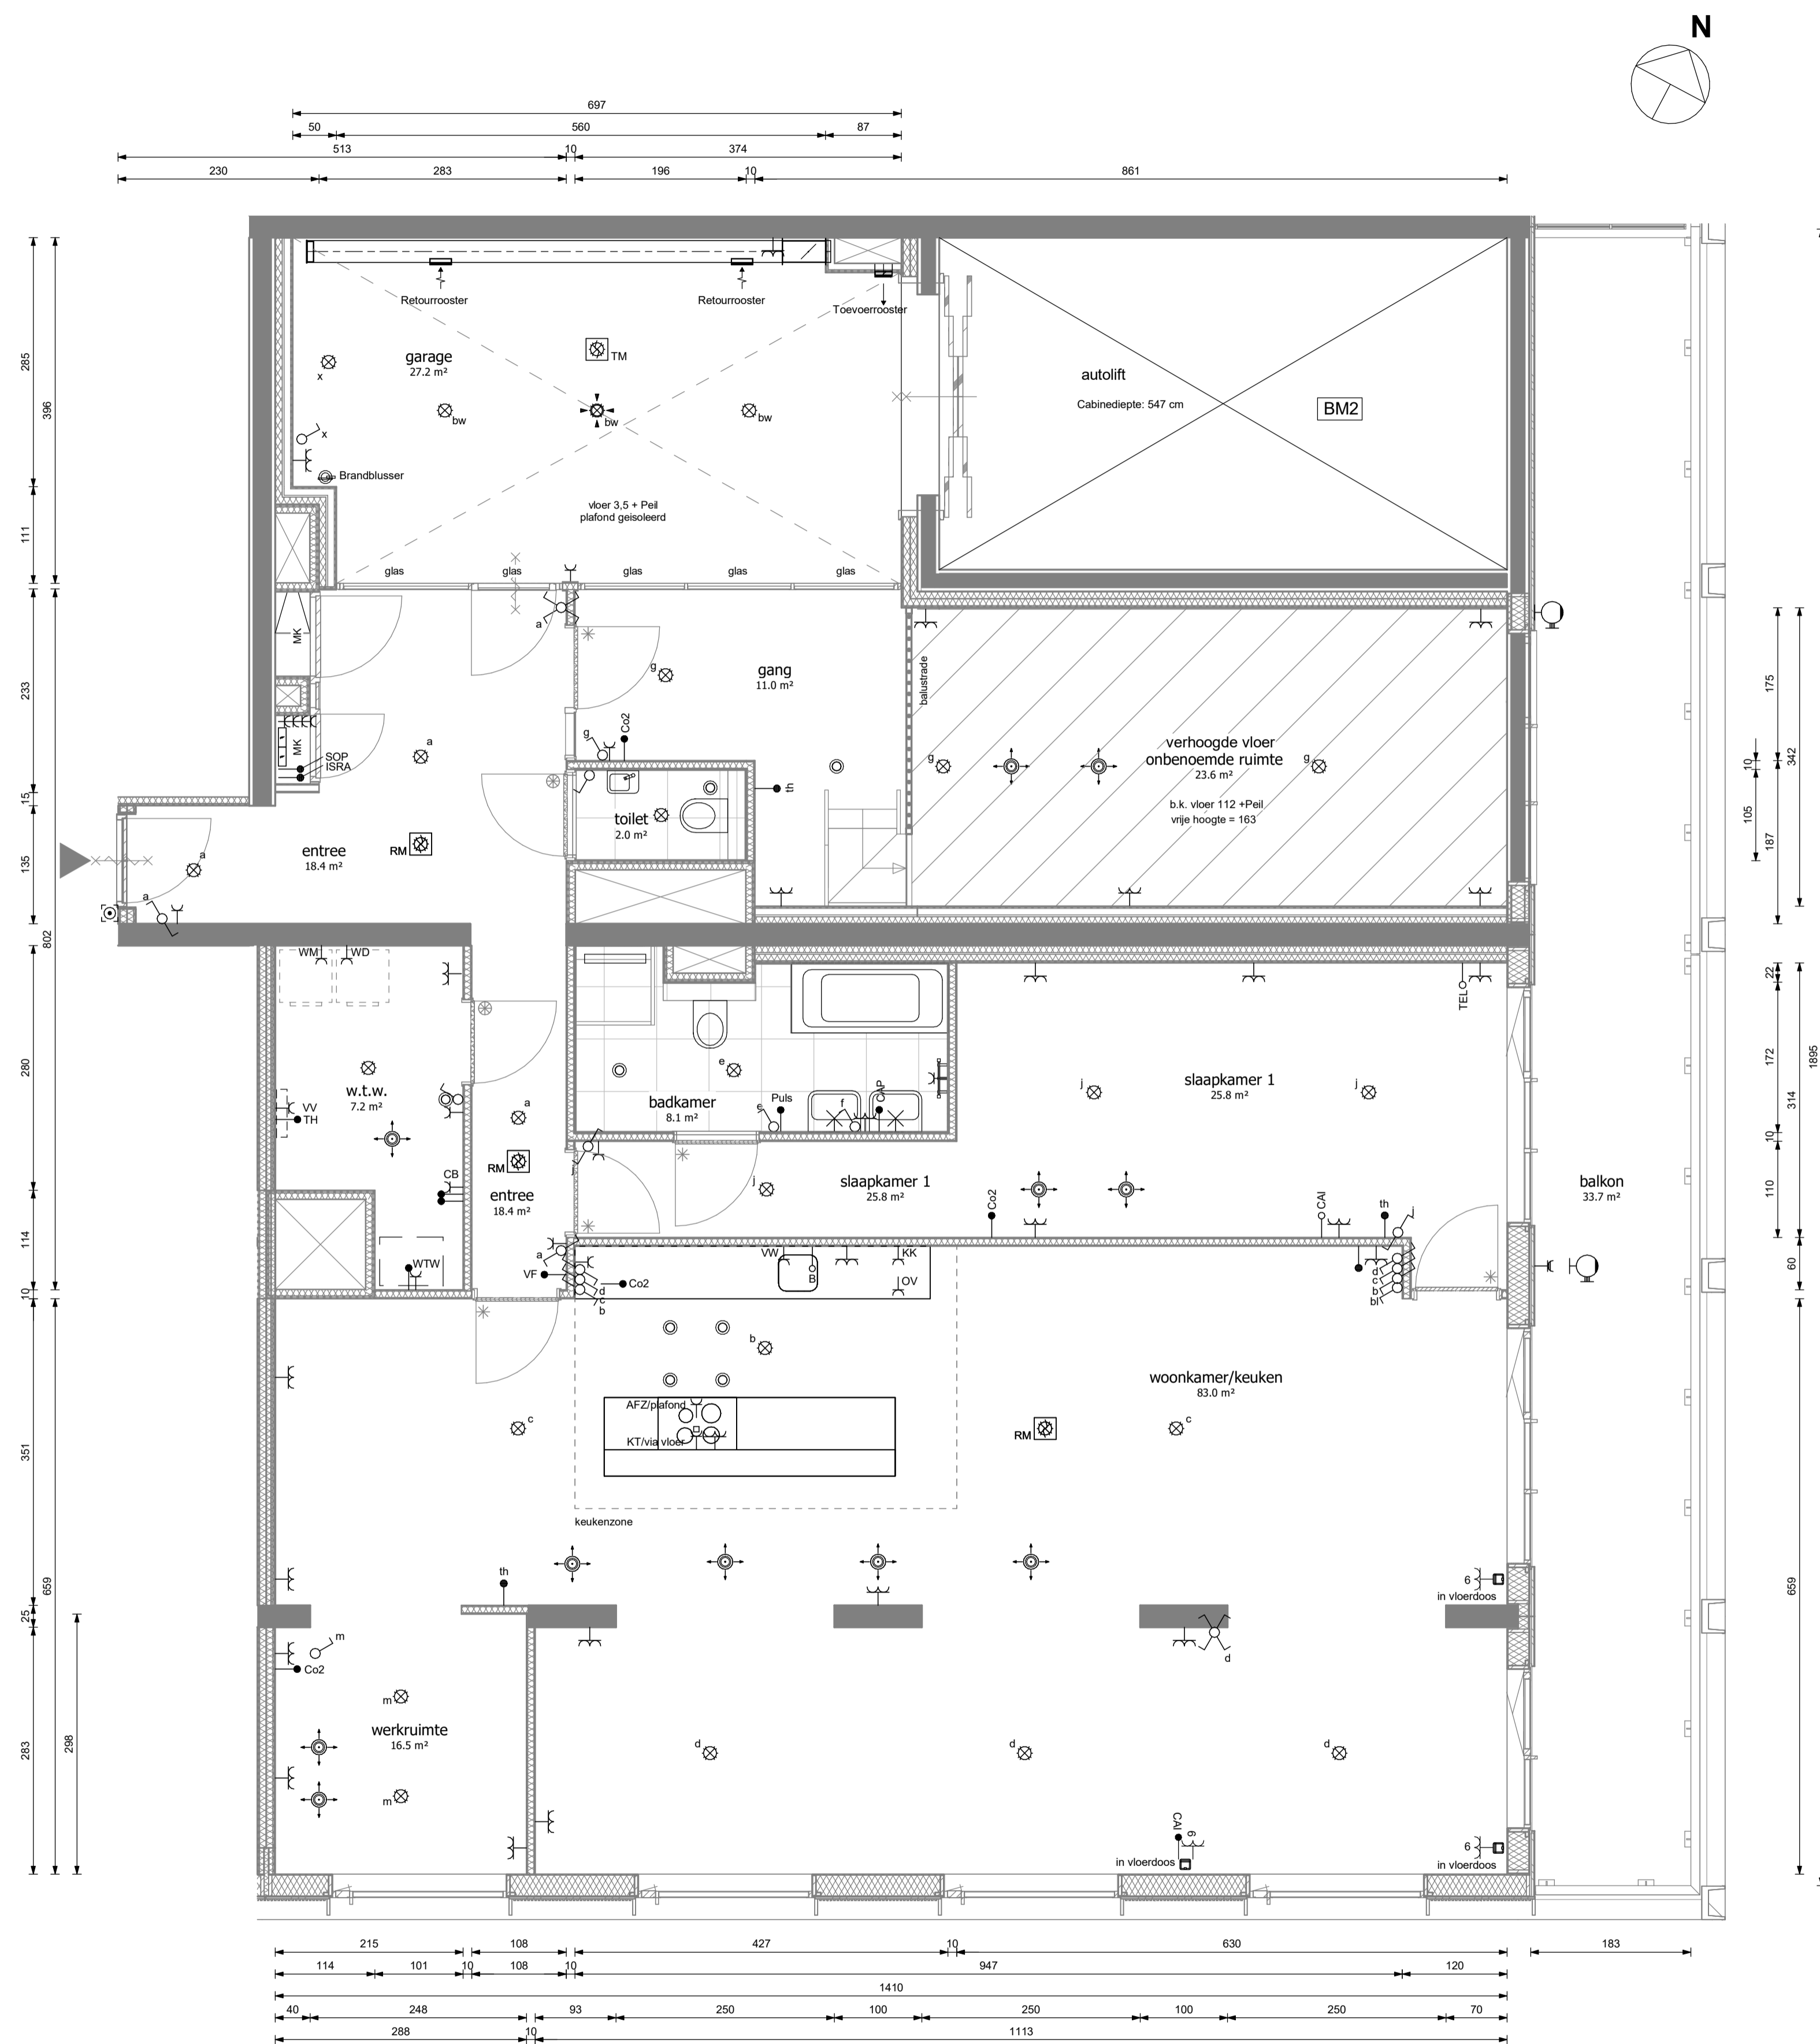 N
697
50 560 87
513 10 374
230 283 196 10 861
Retourrooster
Retourrooster
Toevoerrooster
garage
27.2 m²
TM
x
bw
bw
bw
x
Brandblusser
vloer 3,5 + Peil
plafond geisoleerd
autolift
Cabinediepte: 547 cm
BM2
glas
glas
glas
glas
glas
285
396
111
233
15
135
802
280
114
10
351
659
25
283
298
MK
MK
SOP
ISRA
a
a
g
gang
11.0 m²
g
Co2
balustrade
th
g
verhoogde vloer
onbenoemde ruimte
23.6 m²
g
b.k. vloer 112 +Peil
vrije hoogte = 163
toilet
2.0 m²
entree
18.4 m²
RM
a
a
175
342
10
105
187
22
172
1895
314
10
110
60
659
WM
WD
w.t.w.
7.2 m²
VV
TH
CB
WTW
a
RM
entree
18.4 m²
badkamer
8.1 m²
e
e
Puls
f
CAP
TEL
j
slaapkamer 1
25.8 m²
j
j
j
slaapkamer 1
25.8 m²
Co2
CAI
th
j
balkon
33.7 m²
a
VF
d
c
b
Co2
VW
B
KK
OV
d
c
b
bl
b
woonkamer/keuken
83.0 m²
AFZ/plafond
KT/via vloer
c
RM
c
keukenzone
th
6
in vloerdoos
m
Co2
m
werkruimte
16.5 m²
m
d
d
d
d
CAI
6
in vloerdoos
6
in vloerdoos
215 108 427 10 630 183
114 101 10 108 10 947 120
1410
40 248 93 250 100 250 100 250 70
288 10 1113